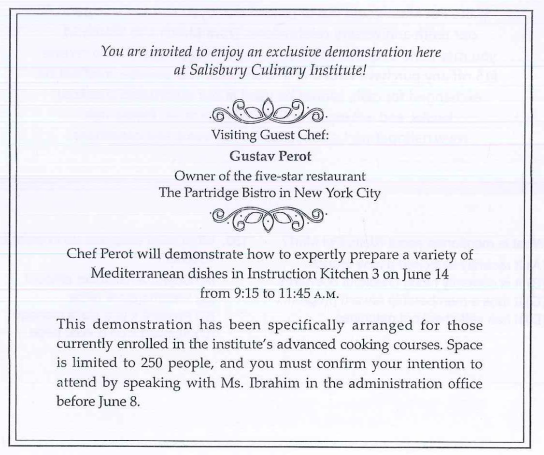 You are invited to enjoy an exclusive demonstration here
at Salisbury Culinary Institute!
Visiting Guest Chef:
Gustav Perot
Owner of the five-star restaurant
The Partridge Bistro in New York City
Chef Perot will demonstrate how to expertly prepare a variety of
Mediterranean dishes in Instruction Kitchen 3 on June 14
from 9:15 to 11:45 A.M.
This demonstration has been specifically arranged for those
currently enrolled in the institute's advanced cooking courses. Space
is limited to 250 people, and you must confirm your intention to
attend by speaking with Ms. Ibrahim in the administration office
before June 8.